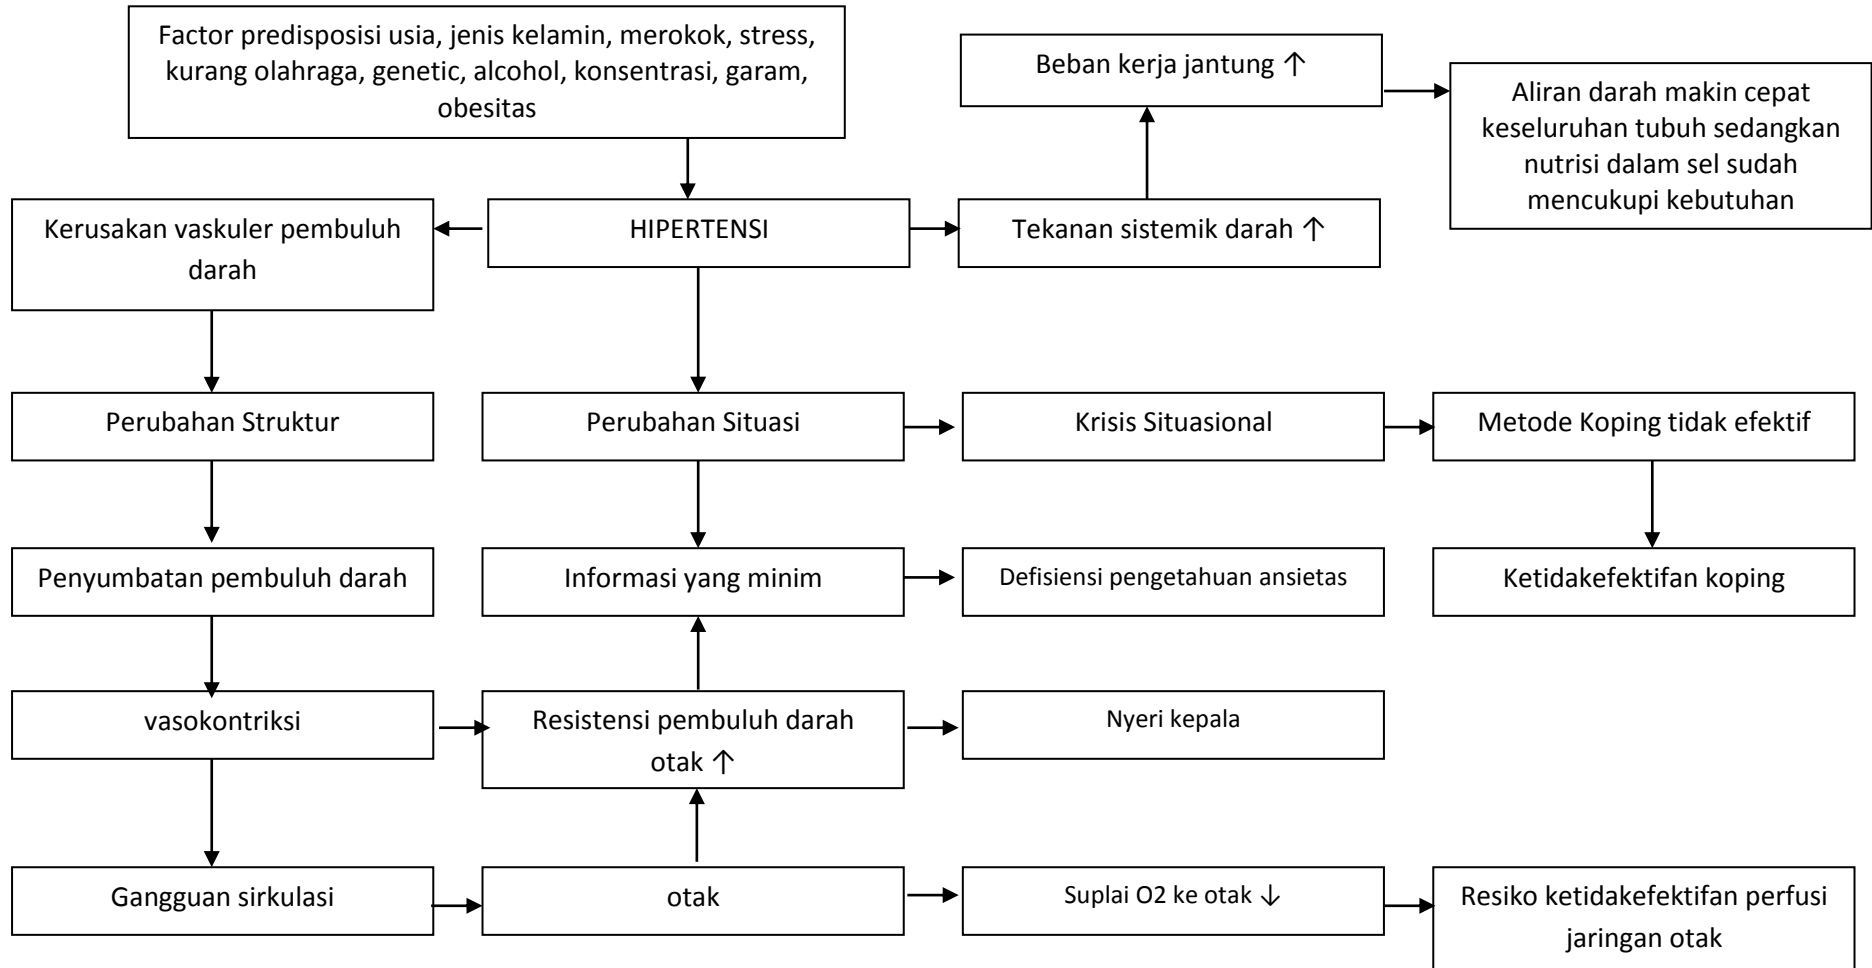 Factor predisposisi usia, jenis kelamin, merokok, stress,
kurang olahraga, genetic, alcohol, konsentrasi, garam,
obesitas
Beban kerja jantung ↑
Aliran darah makin cepat
keseluruhan tubuh sedangkan
nutrisi dalam sel sudah
mencukupi kebutuhan
Kerusakan vaskuler pembuluh
darah
HIPERTENSI
Tekanan sistemik darah ↑
Perubahan Struktur
Perubahan Situasi
Krisis Situasional
Metode Koping tidak efektif
Penyumbatan pembuluh darah
Informasi yang minim
Defisiensi pengetahuan ansietas
Ketidakefektifan koping
vasokontriksi
Resistensi pembuluh darah
otak ↑
Nyeri kepala
Gangguan sirkulasi
otak
Suplai O2 ke otak ↓
Resiko ketidakefektifan perfusi
jaringan otak